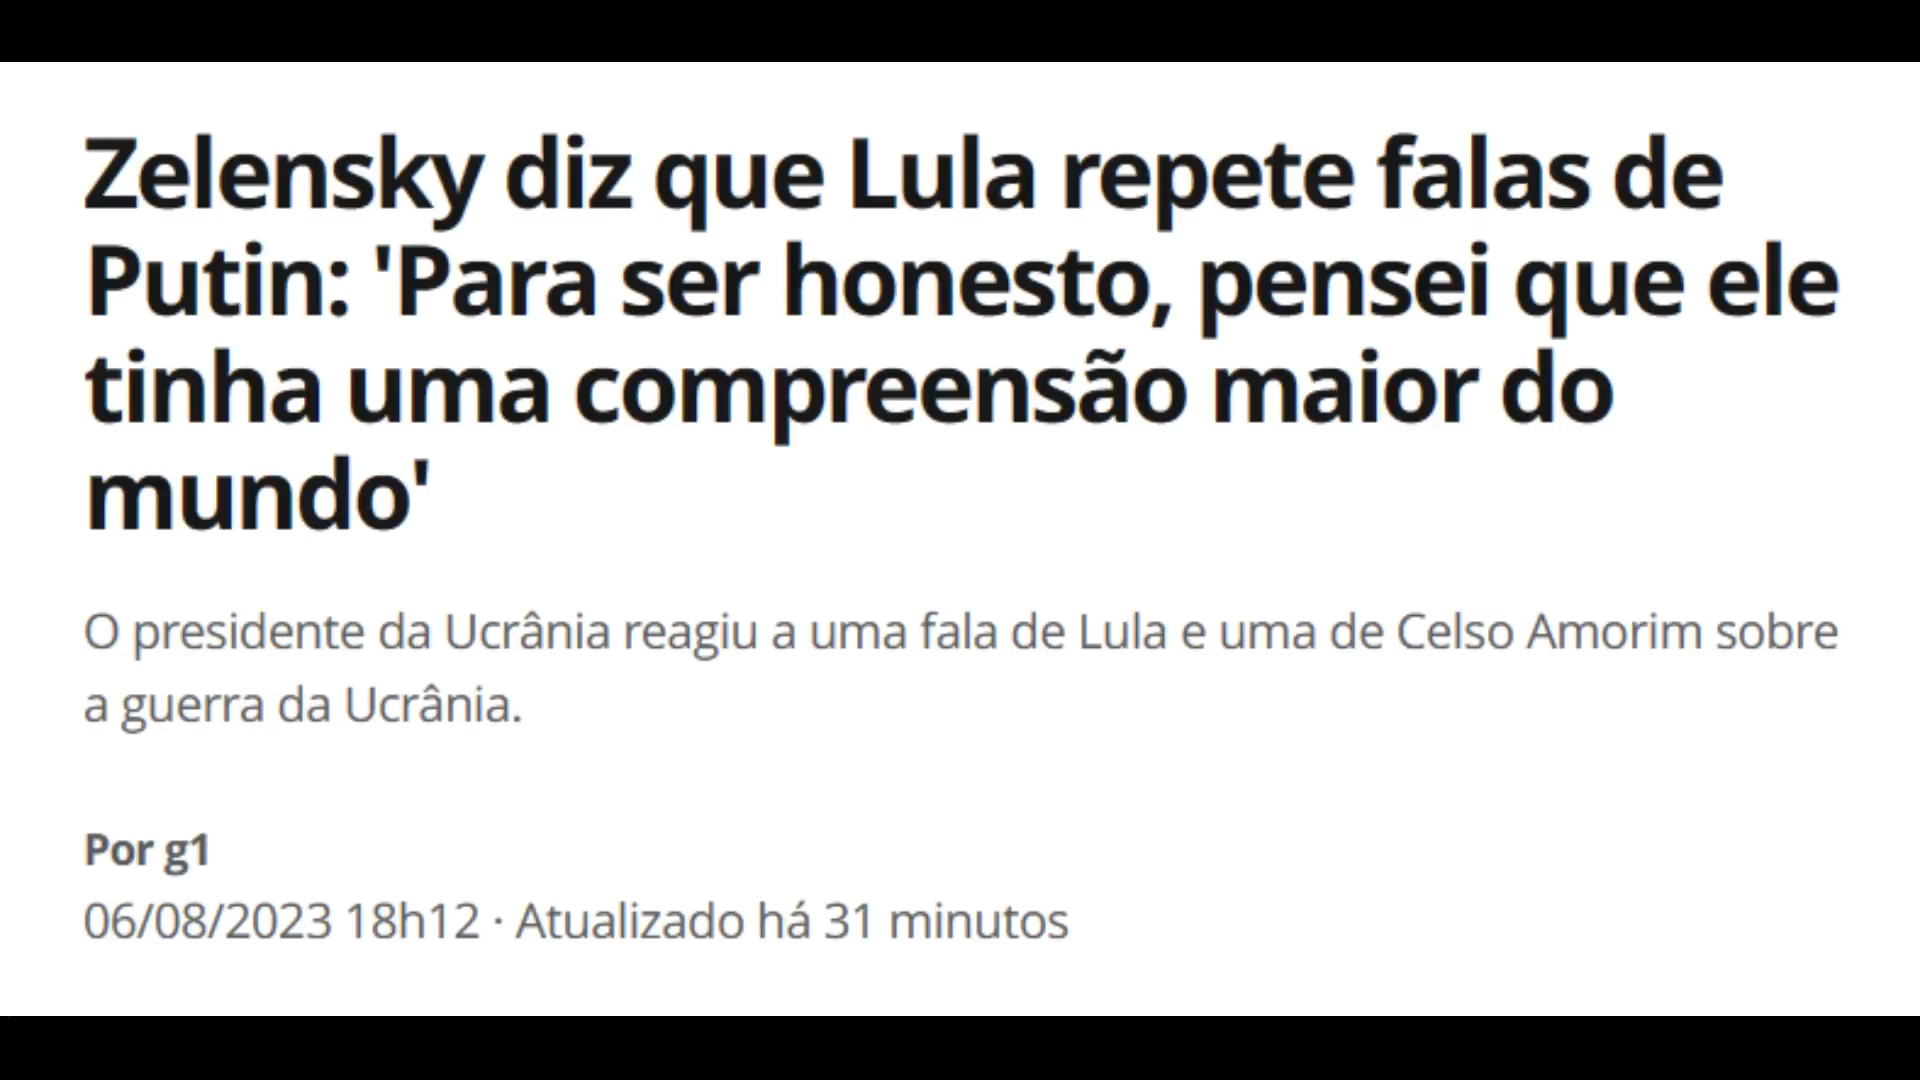 Zelensky diz que Lula repete falas de
Putin: 'Para ser honesto, pensei que ele
tinha uma compreensão maior do
mundo'
O presidente da Ucrânia reagiu a uma fala de Lula e uma de Celso Amorim sobre
a guerra da Ucrânia.
Por g1
06/08/2023 18h12 · Atualizado há 31 minutos